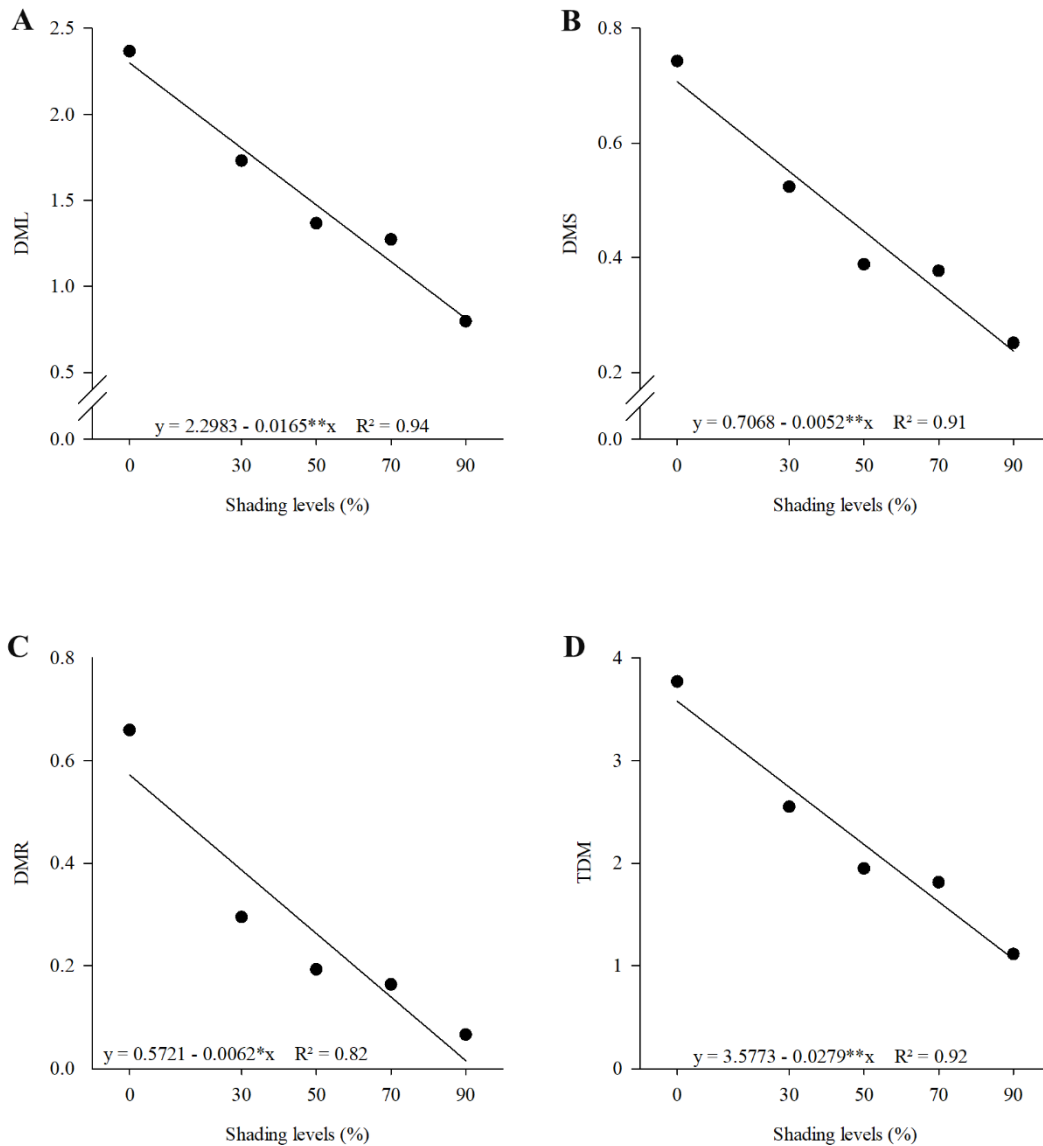 A
2.5
2.0
1.5
1.0
0.5
0.0
DML
y = 2.2983 - 0.0165**x R² = 0.94
0 30 50 70 90
Shading levels (%)
B
0.8
0.6
0.4
0.2
0.0
DMS
y = 0.7068 - 0.0052**x R² = 0.91
0 30 50 70 90
Shading levels (%)
C
0.8
0.6
0.4
0.2
0.0
DMR
y = 0.5721 - 0.0062*x R² = 0.82
0 30 50 70 90
Shading levels (%)
D
4
3
2
1
0
TDM
y = 3.5773 - 0.0279**x R² = 0.92
0 30 50 70 90
Shading levels (%)